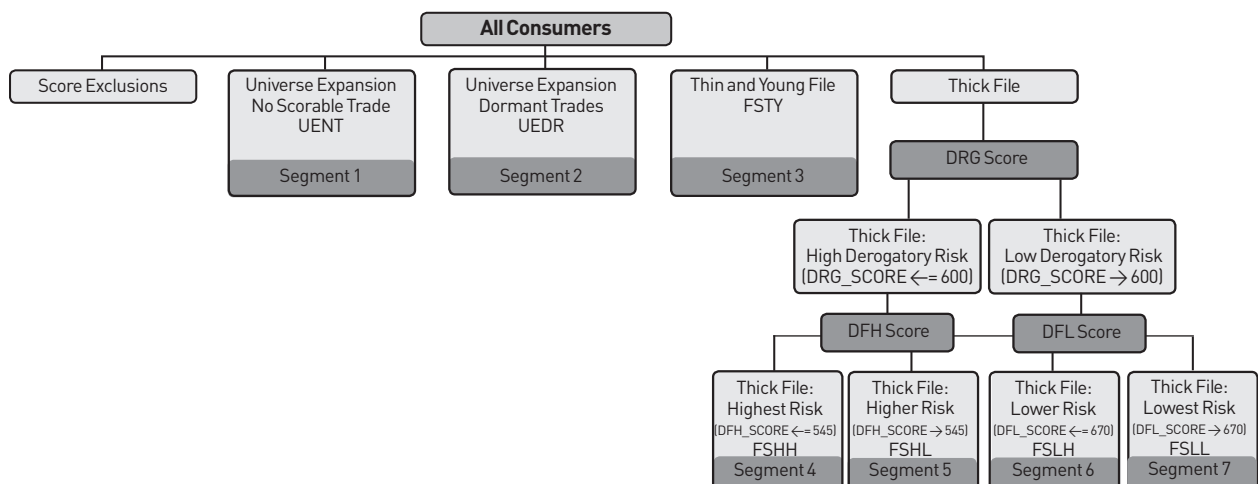 All Consumers
Score Exclusions
Universe Expansion
No Scorable Trade
UENT
Segment 1
Universe Expansion
Dormant Trades
UEDR
Segment 2
Thin and Young File
FSTY
Segment 3
Thick File
DRG Score
Thick File:
High Derogatory Risk
(DRG_SCORE ←= 600)
Thick File:
Low Derogatory Risk
(DRG_SCORE → 600)
DFH Score
DFL Score
Thick File:
Highest Risk
(DFH_SCORE ←= 545)
FSHH
Segment 4
Thick File:
Higher Risk
(DFH_SCORE → 545)
FSHL
Segment 5
Thick File:
Lower Risk
(DFL_SCORE ←= 670)
FSLH
Segment 6
Thick File:
Lowest Risk
(DFL_SCORE → 670)
FSLL
Segment 7